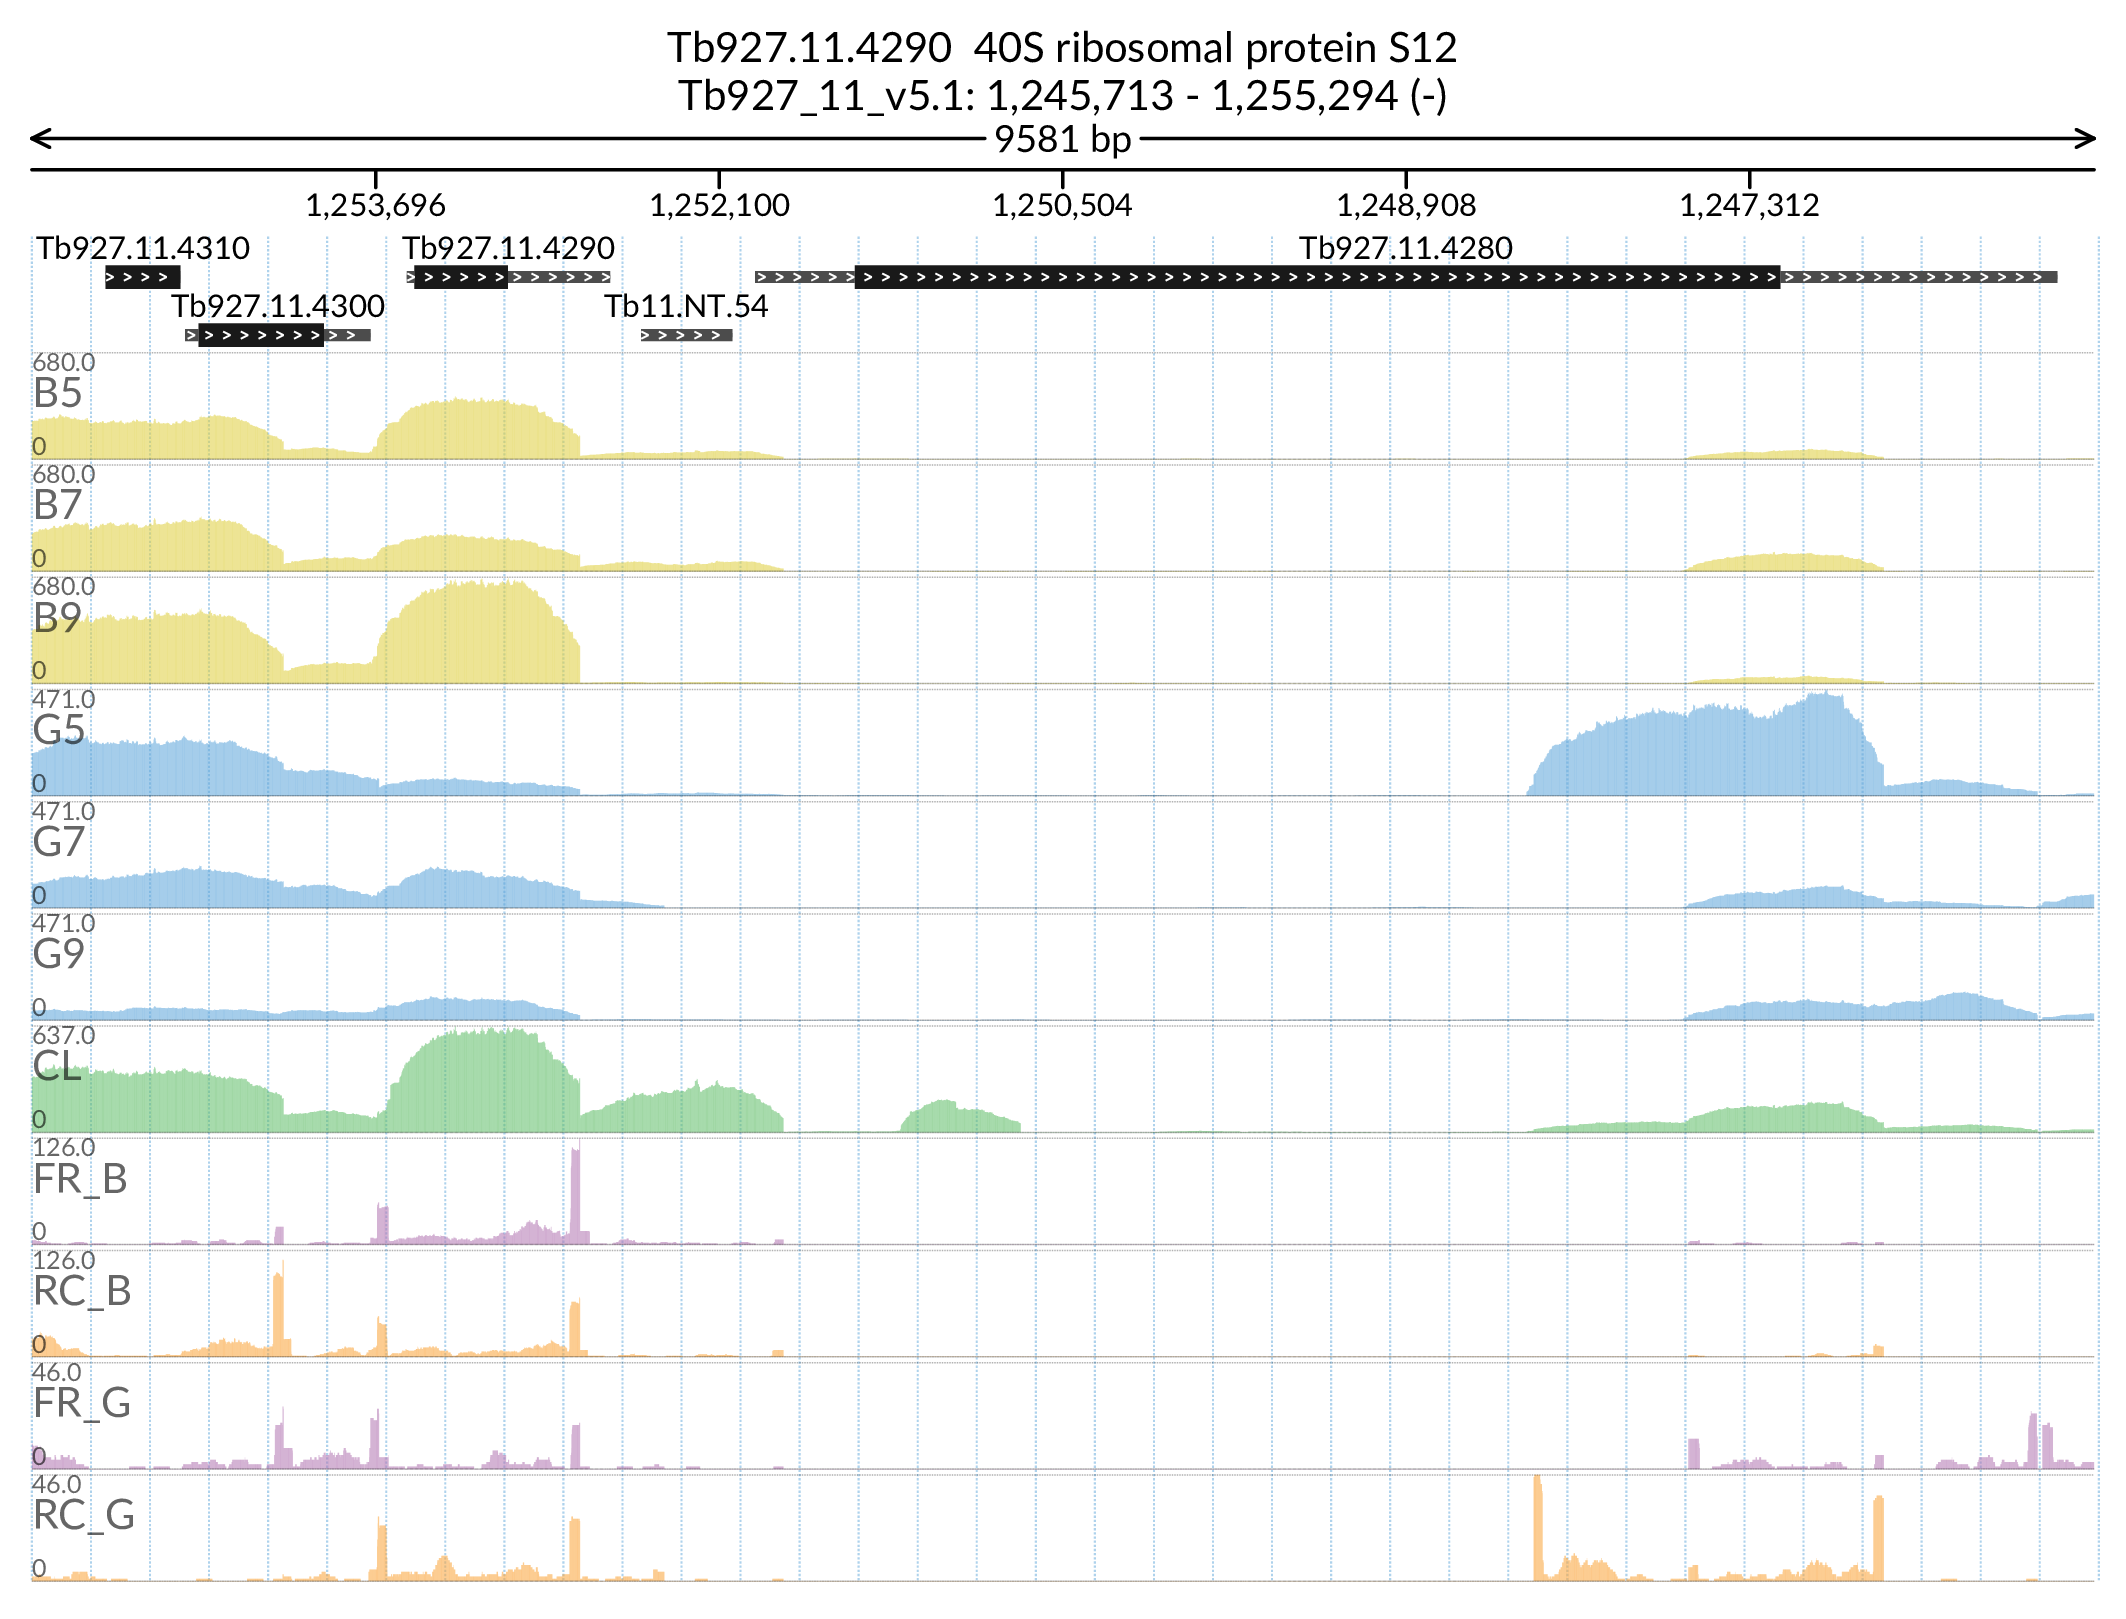 Tb927.11.4290  40S ribosomal protein S12
Tb927_11_v5.1: 1,245,713 - 1,255,294 (-)
9581 bp
1,253,696 1,252,100 1,250,504 1,248,908 1,247,312
Tb927.11.4310 Tb927.11.4290 Tb927.11.4280
Tb927.11.4300 Tb11.NT.54
680.0
B5
0
680.0
B7
0
680.0
B9
0
471.0
G5
0
471.0
G7
0
471.0
G9
0
637.0
CL
0
126.0
FR_B
0
126.0
RC_B
0
46.0
FR_G
0
46.0
RC_G
0